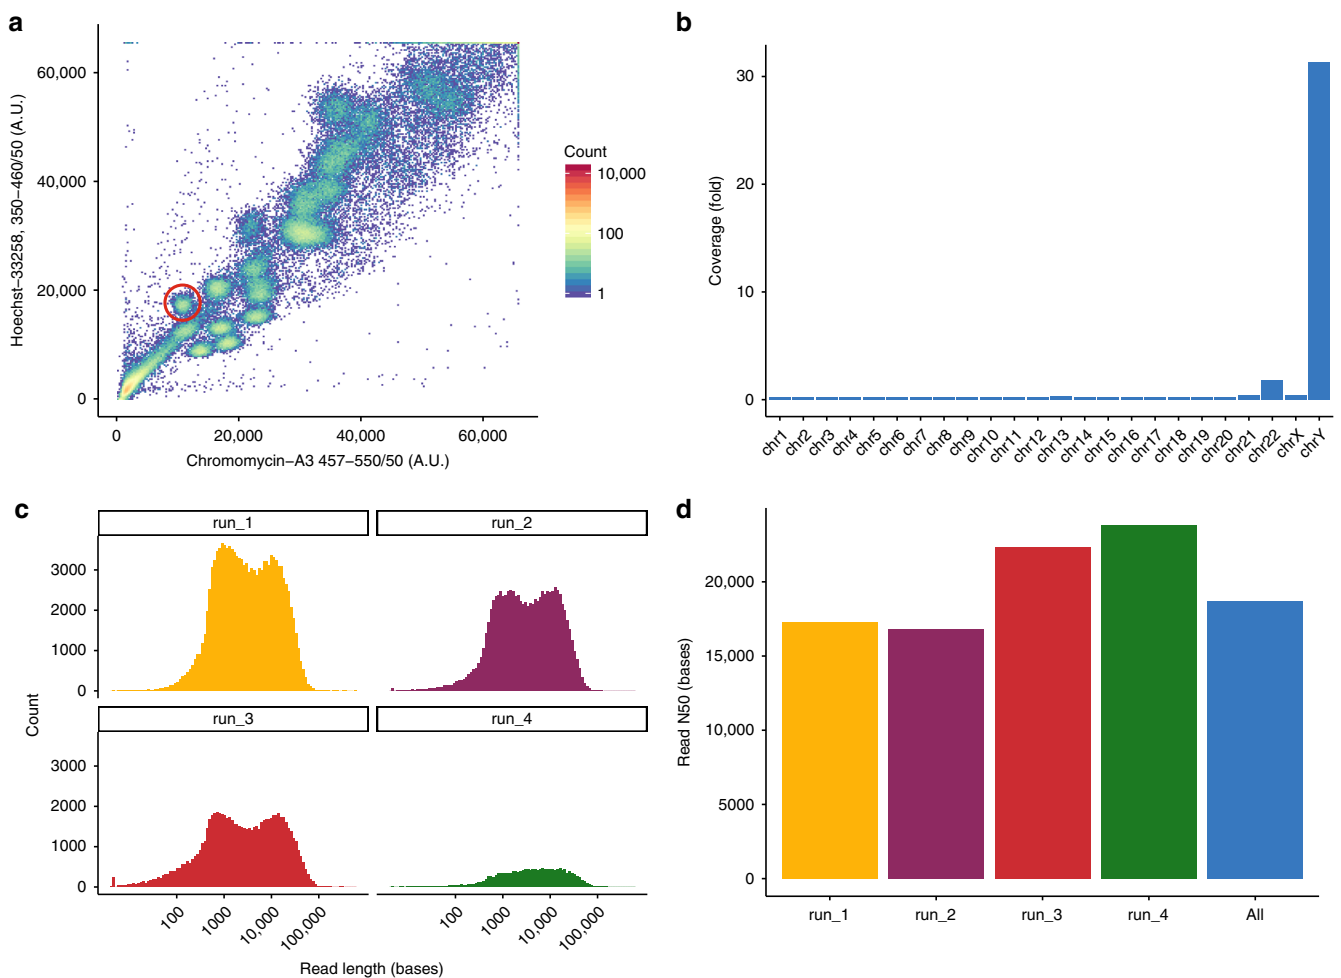 a
Hoechst–33258, 350–460/50 (A.U.)
60,000
40,000
20,000
0
0
20,000
40,000
60,000
Chromomycin–A3 457–550/50 (A.U.)
Count
10,000
100
1
b
Coverage (fold)
30
20
10
0
chr1
chr2
chr3
chr4
chr5
chr6
chr7
chr8
chr9
chr10
chr11
chr12
chr13
chr14
chr15
chr16
chr17
chr18
chr19
chr20
chr21
chr22
chrX
chrY
c
Count
run_1
run_2
3000
2000
1000
0
run_3
run_4
3000
2000
1000
0
100
1000
10,000
100,000
100
1000
10,000
100,000
Read length (bases)
d
Read N50 (bases)
20,000
15,000
10,000
5000
0
run_1
run_2
run_3
run_4
All